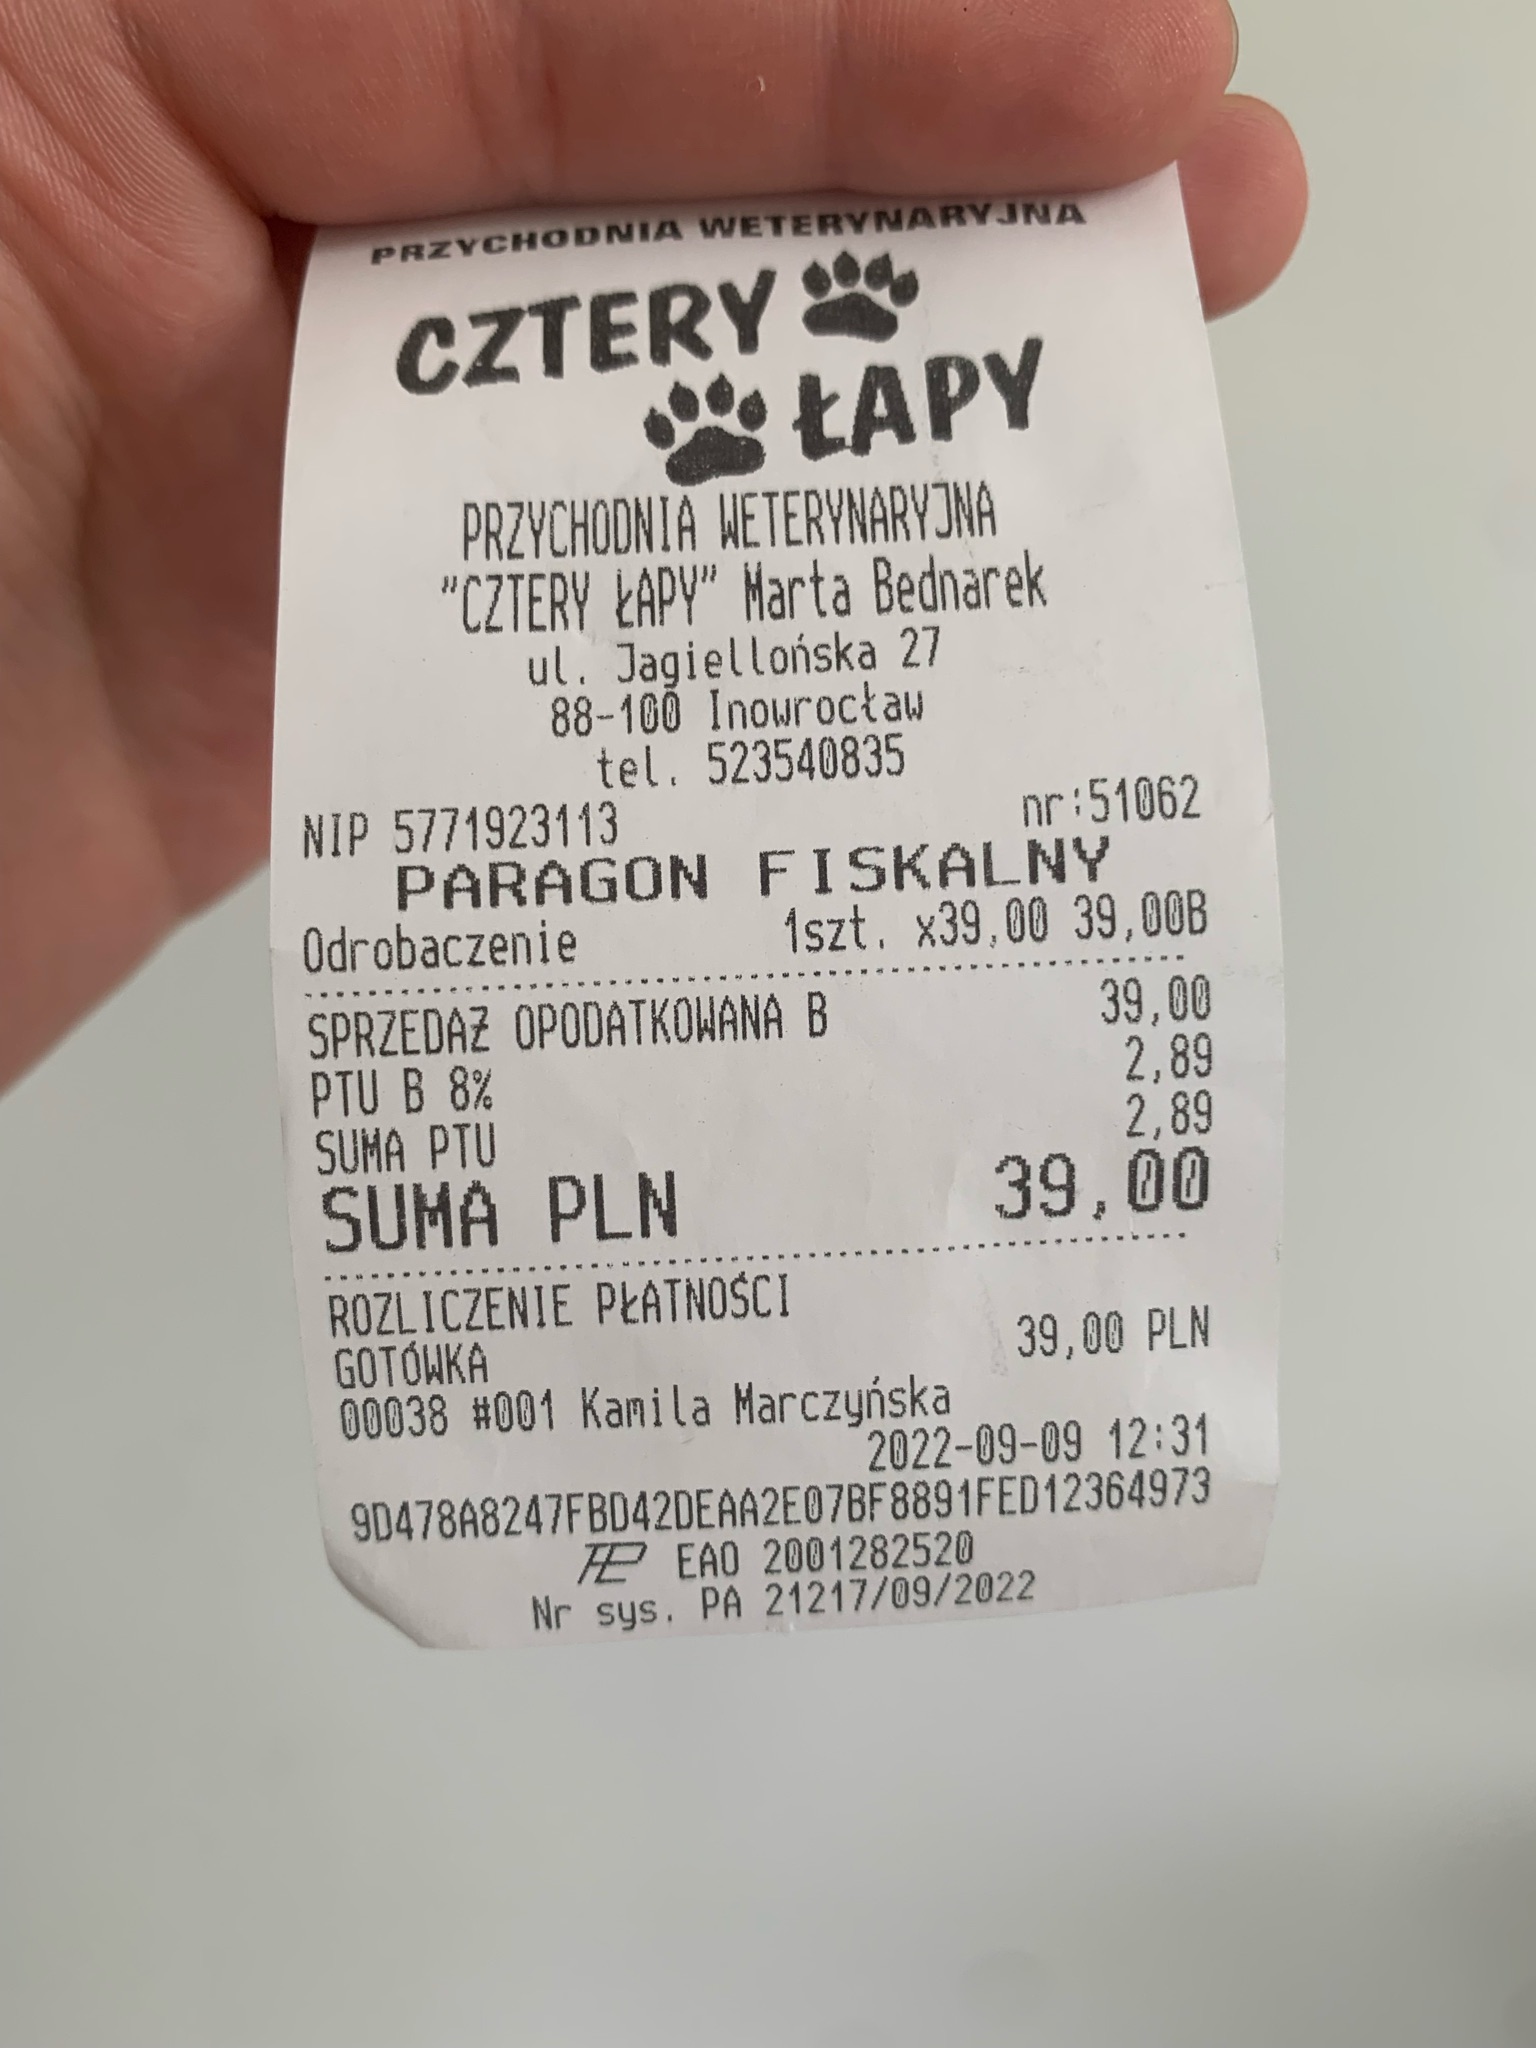 PRZYCHODNIA WETERYNARYJNA
CZTERY
ŁAPY
PRZYCHODNIA WETERYNARYJNA
"CZTERY ŁAPY" Marta Bednarek
ul. Jagiellońska 27
88-100 Inowrocław
tel. 523540835
NIP 5771923113 nr:51062
PARAGON FISKALNY
Odrobaczenie 1szt. x39,00 39,00B
SPRZEDAŻ OPODATKOWANA B 39,00
PTU B 8% 2,89
SUMA PTU 2,89
SUMA PLN 39,00
ROZLICZENIE PŁATNOŚCI
GOTÓWKA 39,00 PLN
00038 #001 Kamila Marczyńska
2022-09-09 12:31
9D478A8247FBD42DEAA2E07BF8891FED12364973
EAO 2001282520
Nr sys. PA 21217/09/2022